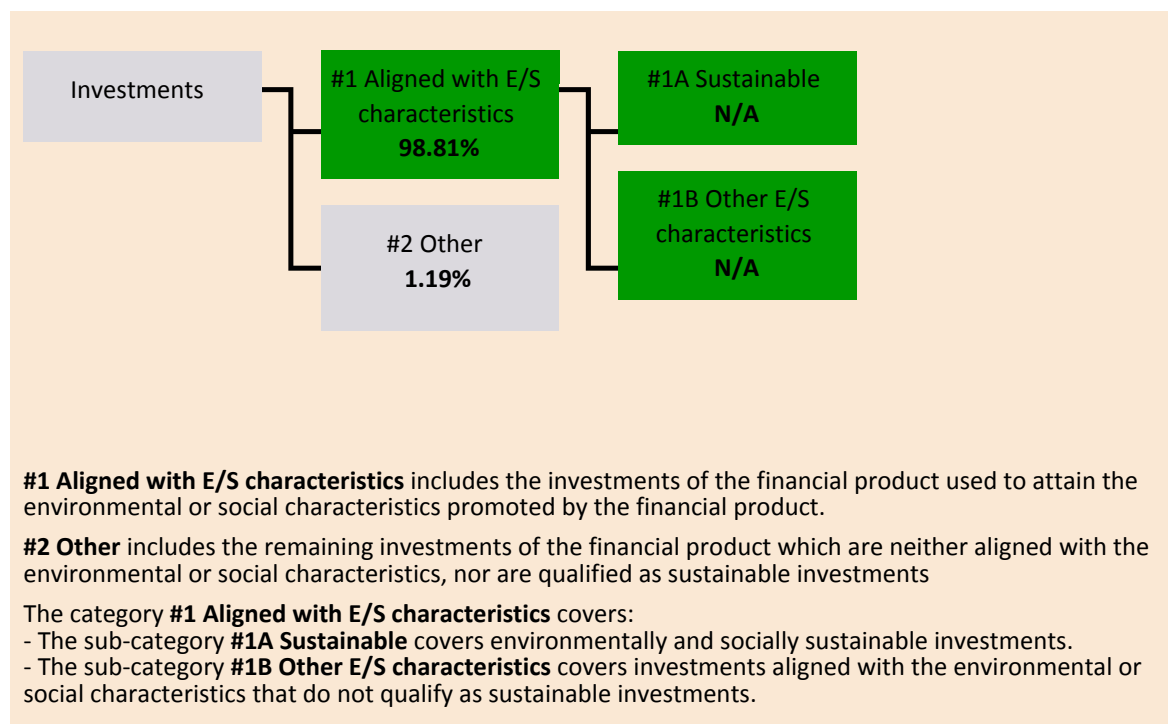 Investments
#1 Aligned with E/S
characteristics
98.81%
#2 Other
1.19%
#1A Sustainable
N/A
#1B Other E/S
characteristics
N/A
#1 Aligned with E/S characteristics includes the investments of the financial product used to attain the
environmental or social characteristics promoted by the financial product.
#2 Other includes the remaining investments of the financial product which are neither aligned with the
environmental or social characteristics, nor are qualified as sustainable investments
The category #1 Aligned with E/S characteristics covers:
- The sub-category #1A Sustainable covers environmentally and socially sustainable investments.
- The sub-category #1B Other E/S characteristics covers investments aligned with the environmental or
social characteristics that do not qualify as sustainable investments.